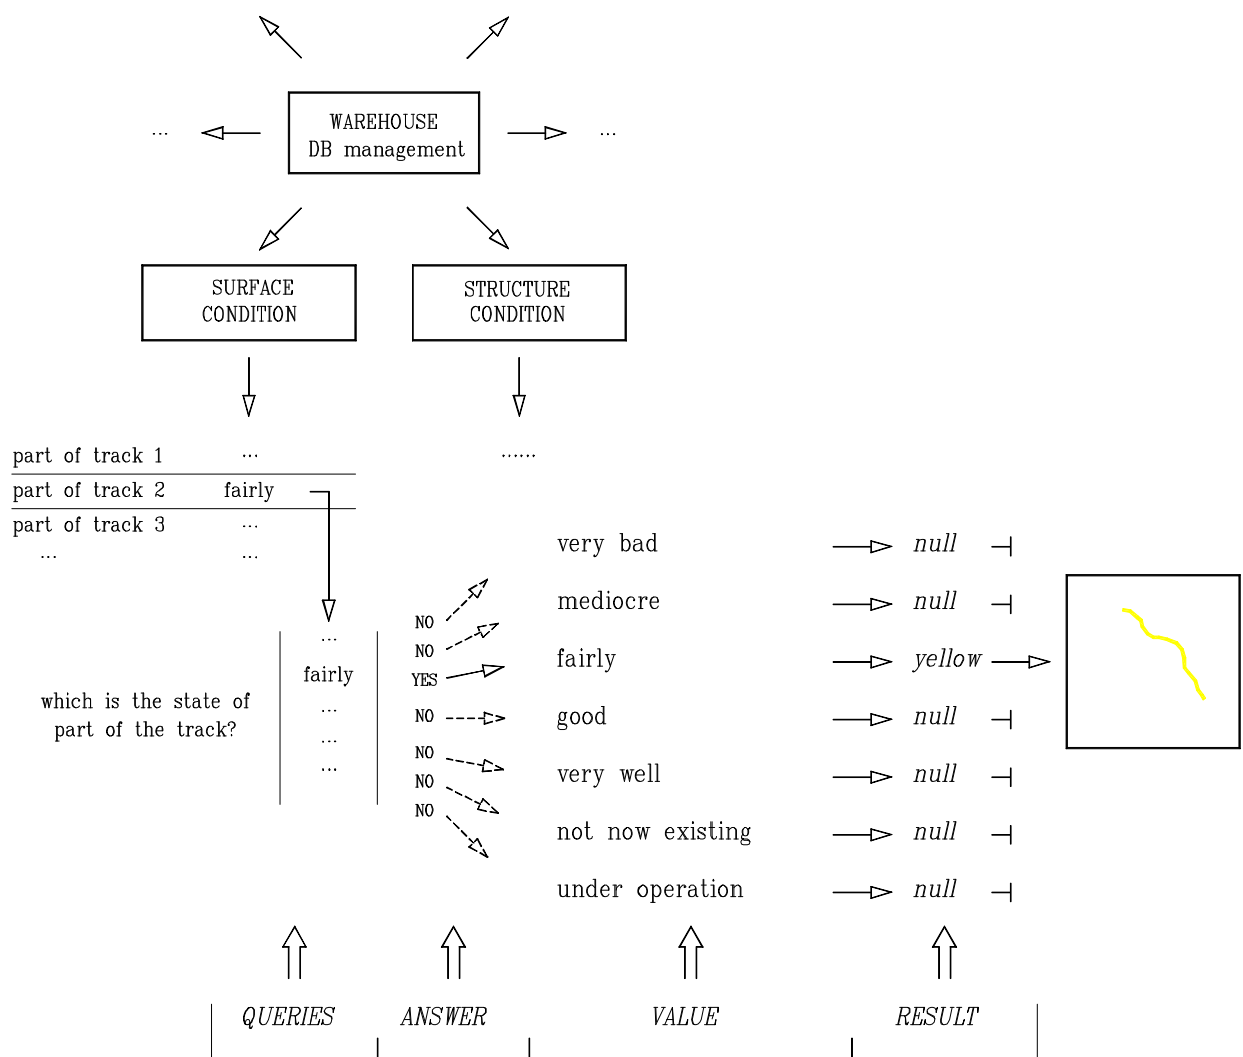 WAREHOUSE
... ...
DB management
SURFACE
CONDITION
STRUCTURE
CONDITION
part of track 1 ... ......
part of track 2 fairly
part of track 3 ...
... ...
very bad null
mediocre null
fairly yellow
good null
very well null
not now existing null
under operation null
NO
NO
YES
NO
NO
NO
NO
...
fairly
...
...
...
which is the state of
part of the track?
QUERIES ANSWER VALUE RESULT